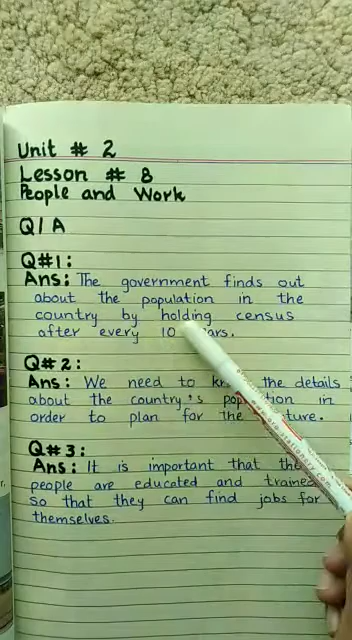 Unit # 2
Lesson # 8
People and Work
Q/A
Q#1:
Ans: The government finds out
about the population in the
country by holding census
after every 10
Q#2:
Ans: We need to the details
about the country's in
order to plan for the
Q#3:
Ans: It is important that
people are educated and
so that they can find jobs for
themselves.